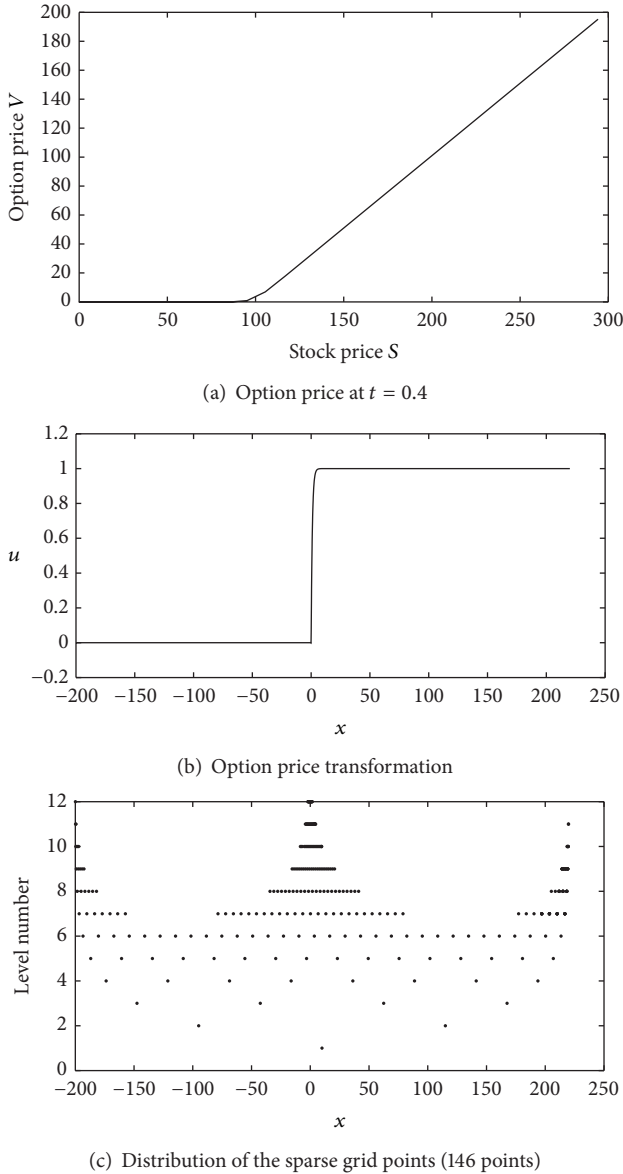 200
180
160
140
120
100
80
60
40
20
0
Option price V
0 50 100 150 200 250 300
Stock price S
(a) Option price at t = 0.4
1.2
1
0.8
0.6
0.4
0.2
0
−0.2
u
−200 −150 −100 −50 0 50 100 150 200 250
x
(b) Option price transformation
12
10
8
6
4
2
0
Level number
−200 −150 −100 −50 0 50 100 150 200 250
x
(c) Distribution of the sparse grid points (146 points)